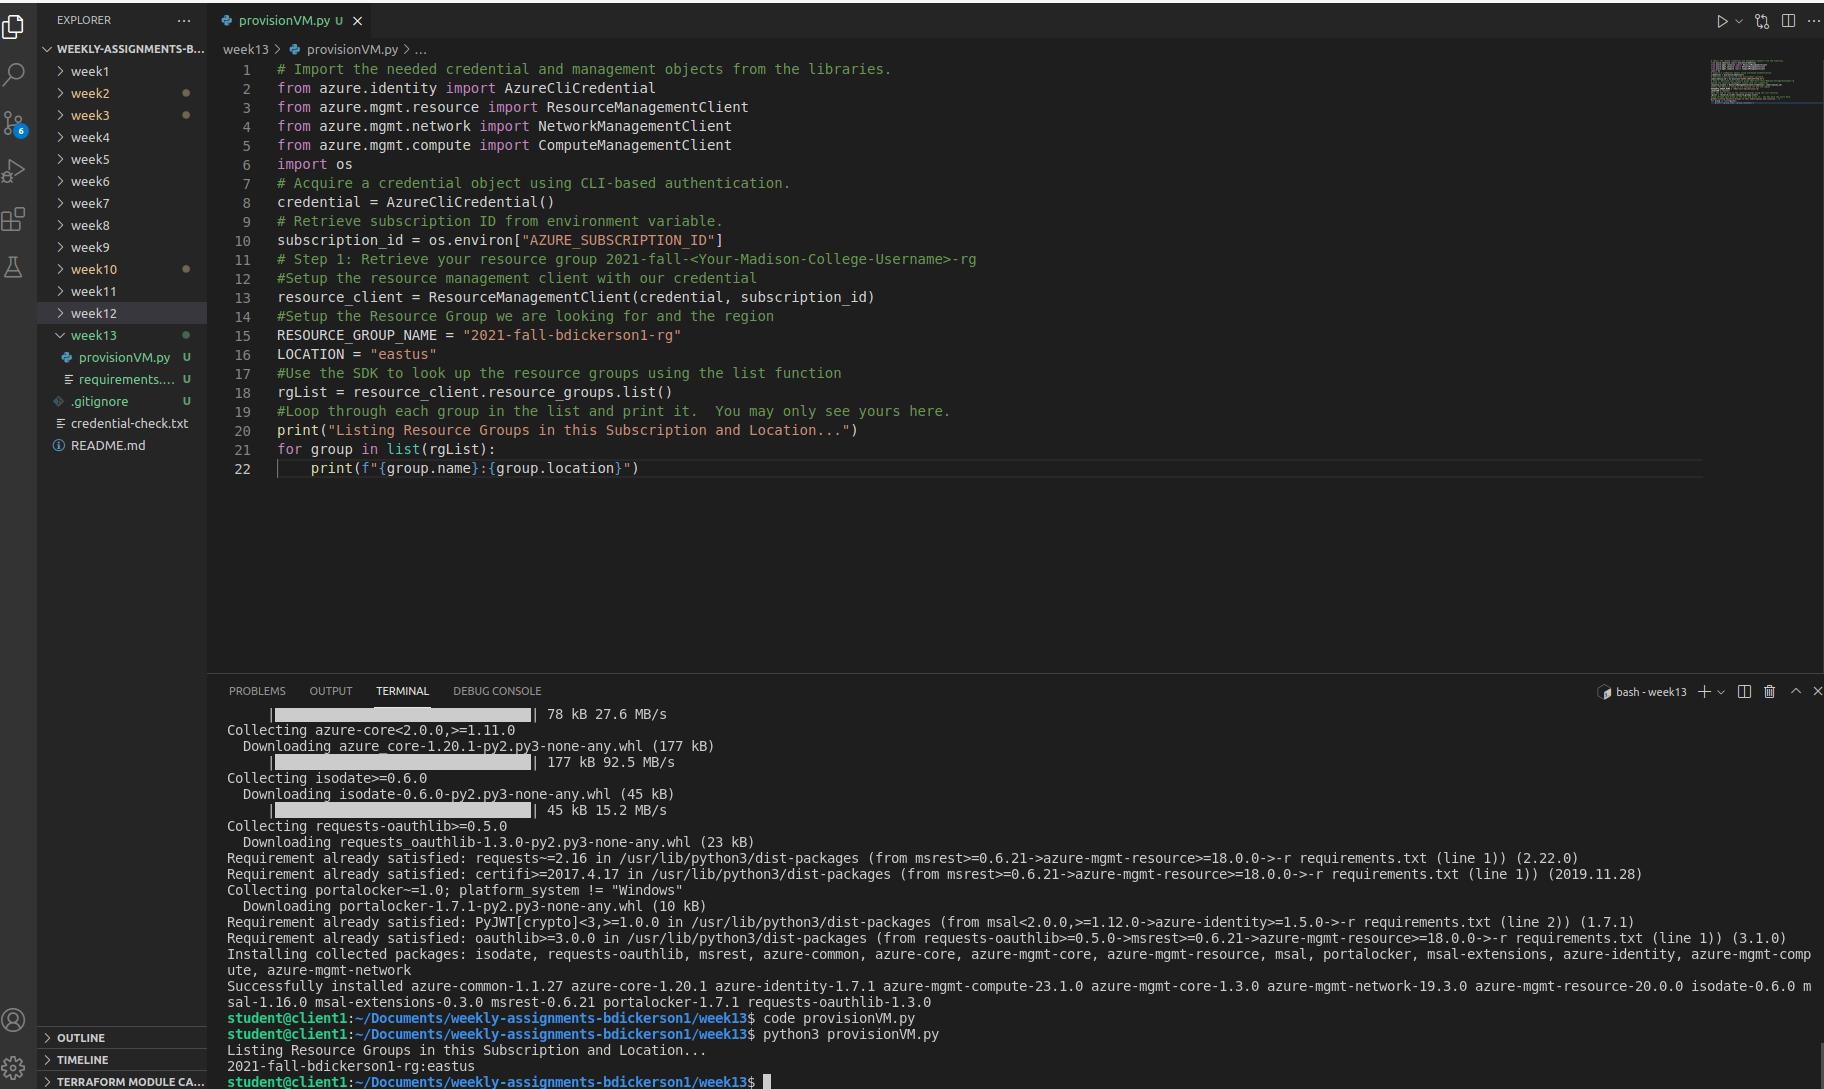 EXPLORER
WEEKLY-ASSIGNMENTS-B...
week1
week2
week3
week4
week5
week6
week7
week8
week9
week10
week11
week12
week13
provisionVM.py U
requirements.... U
.gitignore U
credential-check.txt
README.md
6
OUTLINE
TIMELINE
TERRAFORM MODULE CA...
provisionVM.py U
week13 > provisionVM.py > ...
1 # Import the needed credential and management objects from the libraries.
2 from azure.identity import AzureCliCredential
3 from azure.mgmt.resource import ResourceManagementClient
4 from azure.mgmt.network import NetworkManagementClient
5 from azure.mgmt.compute import ComputeManagementClient
6 import os
7 # Acquire a credential object using CLI-based authentication.
8 credential = AzureCliCredential()
9 # Retrieve subscription ID from environment variable.
10 subscription_id = os.environ["AZURE_SUBSCRIPTION_ID"]
11 # Step 1: Retrieve your resource group 2021-fall-<Your-Madison-College-Username>-rg
12 #Setup the resource management client with our credential
13 resource_client = ResourceManagementClient(credential, subscription_id)
14 #Setup the Resource Group we are looking for and the region
15 RESOURCE_GROUP_NAME = "2021-fall-bdickerson1-rg"
16 LOCATION = "eastus"
17 #Use the SDK to look up the resource groups using the list function
18 rgList = resource_client.resource_groups.list()
19 #Loop through each group in the list and print it.  You may only see yours here.
20 print("Listing Resource Groups in this Subscription and Location...")
21 for group in list(rgList):
22     print(f"{group.name}:{group.location}")
PROBLEMS OUTPUT TERMINAL DEBUG CONSOLE
bash - week13
| | 78 kB 27.6 MB/s
Collecting azure-core<2.0.0,>=1.11.0
  Downloading azure_core-1.20.1-py2.py3-none-any.whl (177 kB)
| | 177 kB 92.5 MB/s
Collecting isodate>=0.6.0
  Downloading isodate-0.6.0-py2.py3-none-any.whl (45 kB)
| | 45 kB 15.2 MB/s
Collecting requests-oauthlib>=0.5.0
  Downloading requests_oauthlib-1.3.0-py2.py3-none-any.whl (23 kB)
Requirement already satisfied: requests~=2.16 in /usr/lib/python3/dist-packages (from msrest>=0.6.21->azure-mgmt-resource>=18.0.0->-r requirements.txt (line 1)) (2.22.0)
Requirement already satisfied: certifi>=2017.4.17 in /usr/lib/python3/dist-packages (from msrest>=0.6.21->azure-mgmt-resource>=18.0.0->-r requirements.txt (line 1)) (2019.11.28)
Collecting portalocker~=1.0; platform_system != "Windows"
  Downloading portalocker-1.7.1-py2.py3-none-any.whl (10 kB)
Requirement already satisfied: PyJWT[crypto]<3,>=1.0.0 in /usr/lib/python3/dist-packages (from msal<2.0.0,>=1.12.0->azure-identity>=1.5.0->-r requirements.txt (line 2)) (1.7.1)
Requirement already satisfied: oauthlib>=3.0.0 in /usr/lib/python3/dist-packages (from requests-oauthlib>=0.5.0->msrest>=0.6.21->azure-mgmt-resource>=18.0.0->-r requirements.txt (line 1)) (3.1.0)
Installing collected packages: isodate, requests-oauthlib, msrest, azure-common, azure-core, azure-mgmt-core, azure-mgmt-resource, msal, portalocker, msal-extensions, azure-identity, azure-mgmt-comp
ute, azure-mgmt-network
Successfully installed azure-common-1.1.27 azure-core-1.20.1 azure-identity-1.7.1 azure-mgmt-compute-23.1.0 azure-mgmt-core-1.3.0 azure-mgmt-network-19.3.0 azure-mgmt-resource-20.0.0 isodate-0.6.0 m
sal-1.16.0 msal-extensions-0.3.0 msrest-0.6.21 portalocker-1.7.1 requests-oauthlib-1.3.0
student@client1:~/Documents/weekly-assignments-bdickerson1/week13$ code provisionVM.py
student@client1:~/Documents/weekly-assignments-bdickerson1/week13$ python3 provisionVM.py
Listing Resource Groups in this Subscription and Location...
2021-fall-bdickerson1-rg:eastus
student@client1:~/Documents/weekly-assignments-bdickerson1/week13$